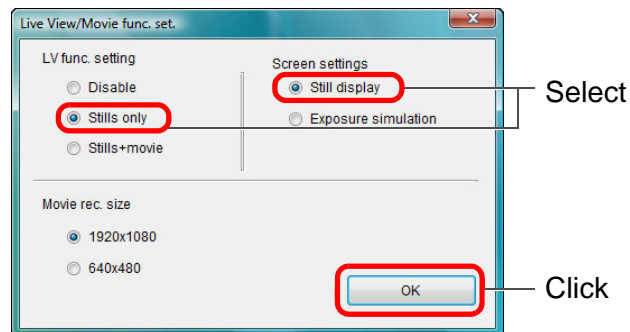 Live View/Movie func. set.
LV func. setting
Disable
Stills only
Stills+movie
Screen settings
Still display
Exposure simulation
Select
Movie rec. size
1920x1080
640x480
OK
Click